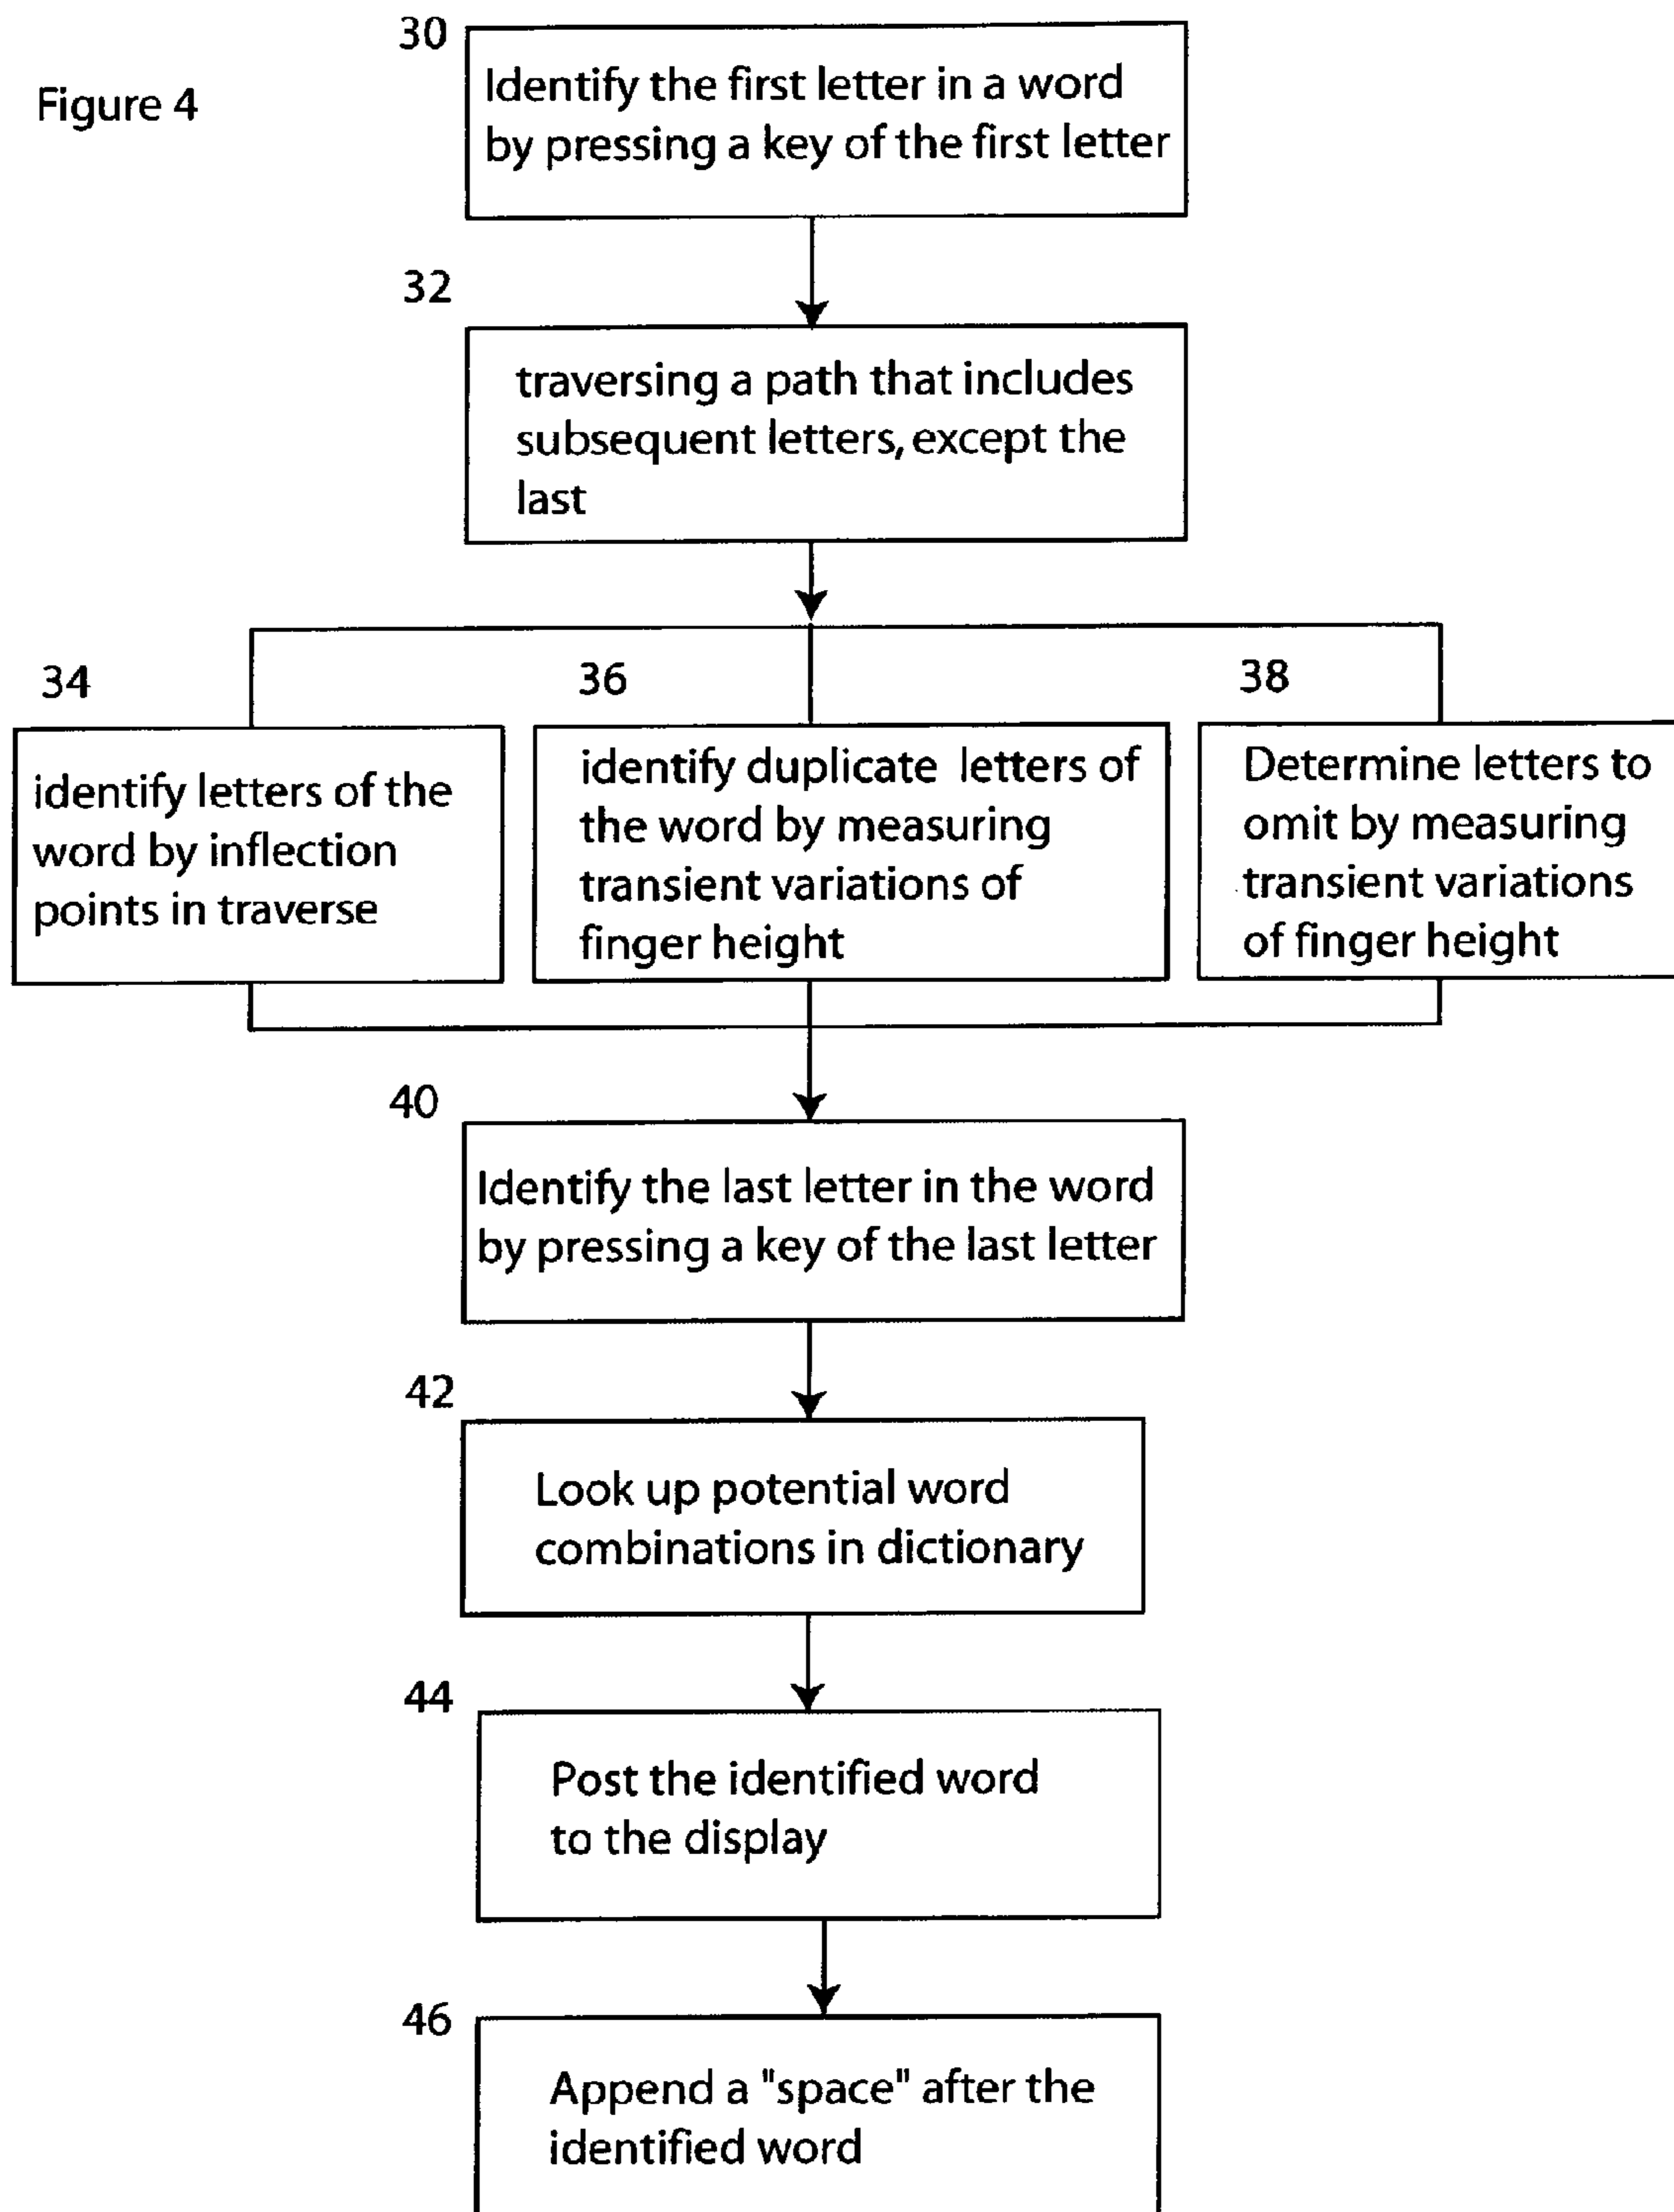 30
Figure 4
Identify the first letter in a word
by pressing a key of the first letter
32
traversing a path that includes
subsequent letters, except the
last
34
identify letters of the
word by inflection
points in traverse
36
identify duplicate letters of
the word by measuring
transient variations of
finger height
38
Determine letters to
omit by measuring
transient variations
of finger height
40
Identify the last letter in the word
by pressing a key of the last letter
42
Look up potential word
combinations in dictionary
44
Post the identified word
to the display
46
Append a "space" after the
identified word